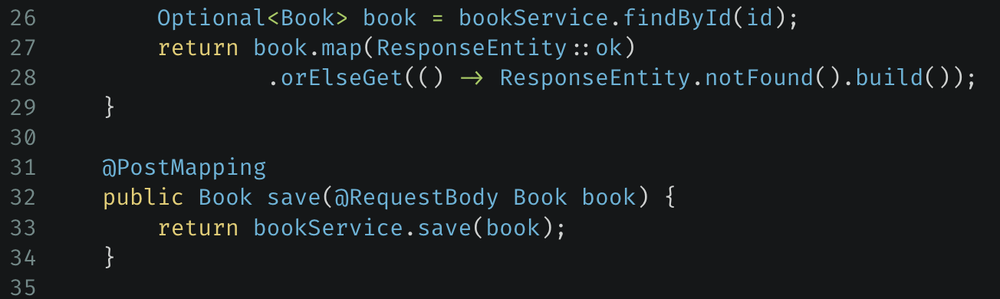 26         Optional<Book> book = bookService.findById(id);
27         return book.map(ResponseEntity::ok)
28                 .orElseGet(() -> ResponseEntity.notFound().build());
29     }
30
31     @PostMapping
32     public Book save(@RequestBody Book book) {
33         return bookService.save(book);
34     }
35